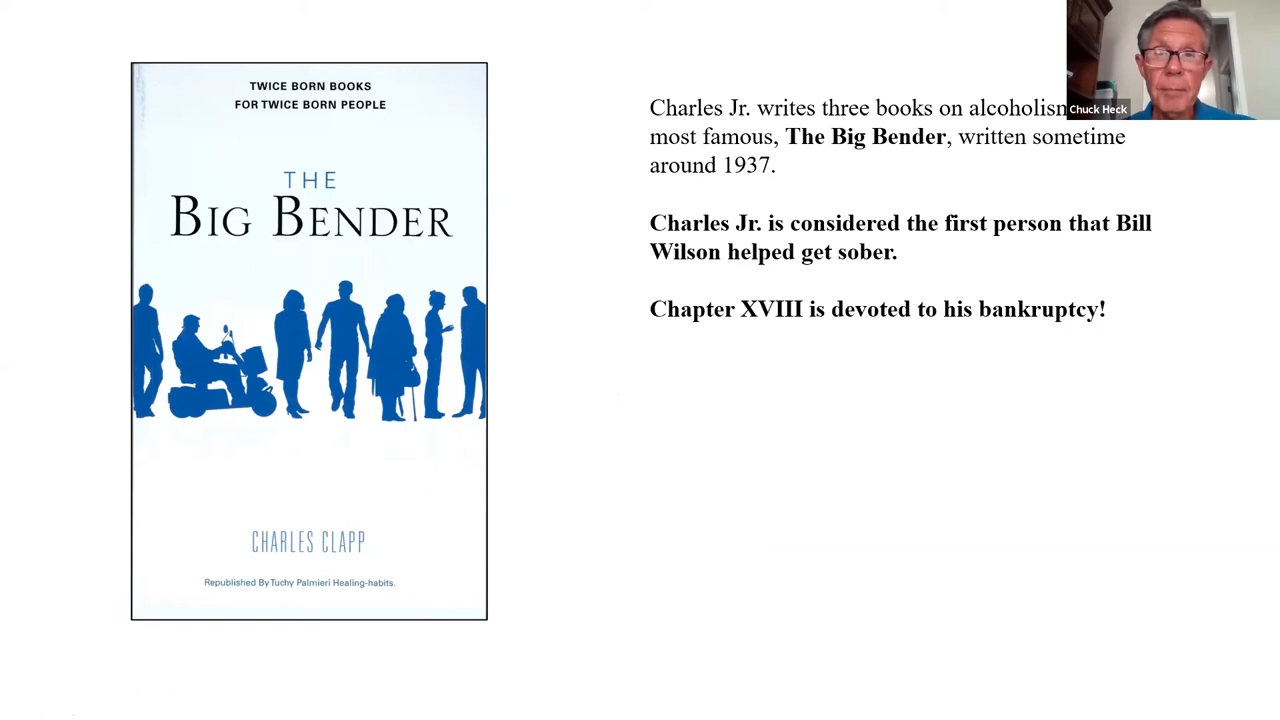 TWICE BORN BOOKS
FOR TWICE BORN PEOPLE
THE
BIG BENDER
CHARLES CLAPP
Republished By Tuchy Palmieri Healing-habits.
Charles Jr. writes three books on
most famous, The Big Bender, written sometime
around 1937.
Charles Jr. is considered the first person that Bill
Wilson helped get sober.
Chapter XVIII is devoted to his bankruptcy!
Chuck Heck